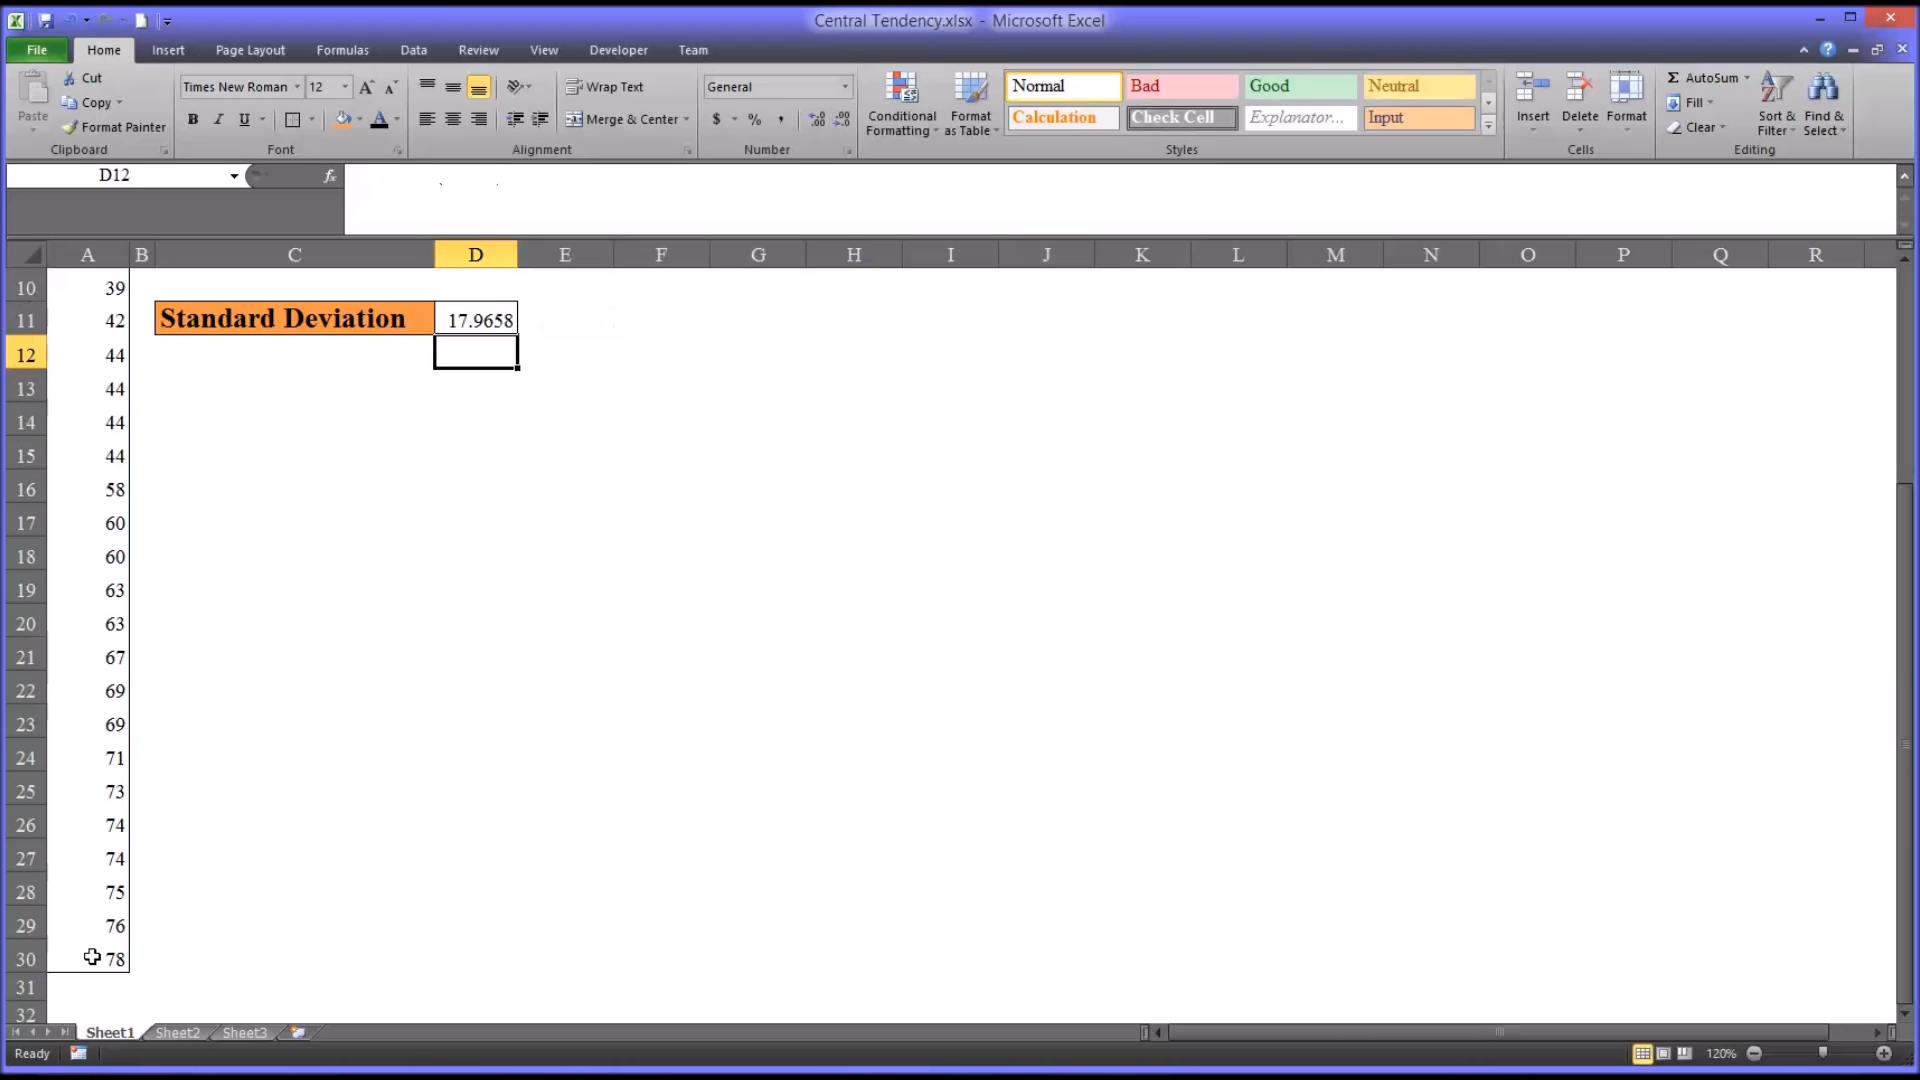 Central Tendency.xlsx - Microsoft Excel
File Home Insert Page Layout Formulas Data Review View Developer Team
Paste Cut Copy Format Painter
Times New Roman 12
B I U
Wrap Text
Merge & Center
General
$ % ,
Conditional Formatting
Format as Table
Normal Bad Good Neutral
Calculation Check Cell Explanator... Input
Insert Delete Format
Σ AutoSum
Fill
Clear
Sort & Filter
Find & Select
Clipboard Font Alignment Number Styles Cells Editing
D12 fx
A B C D E F G H I J K L M N O P Q R
10 39
11 42 Standard Deviation 17.9658
12 44
13 44
14 44
15 44
16 58
17 60
18 60
19 63
20 63
21 67
22 69
23 69
24 71
25 73
26 74
27 74
28 75
29 76
30 78
31
32
Sheet1 Sheet2 Sheet3
Ready 120%